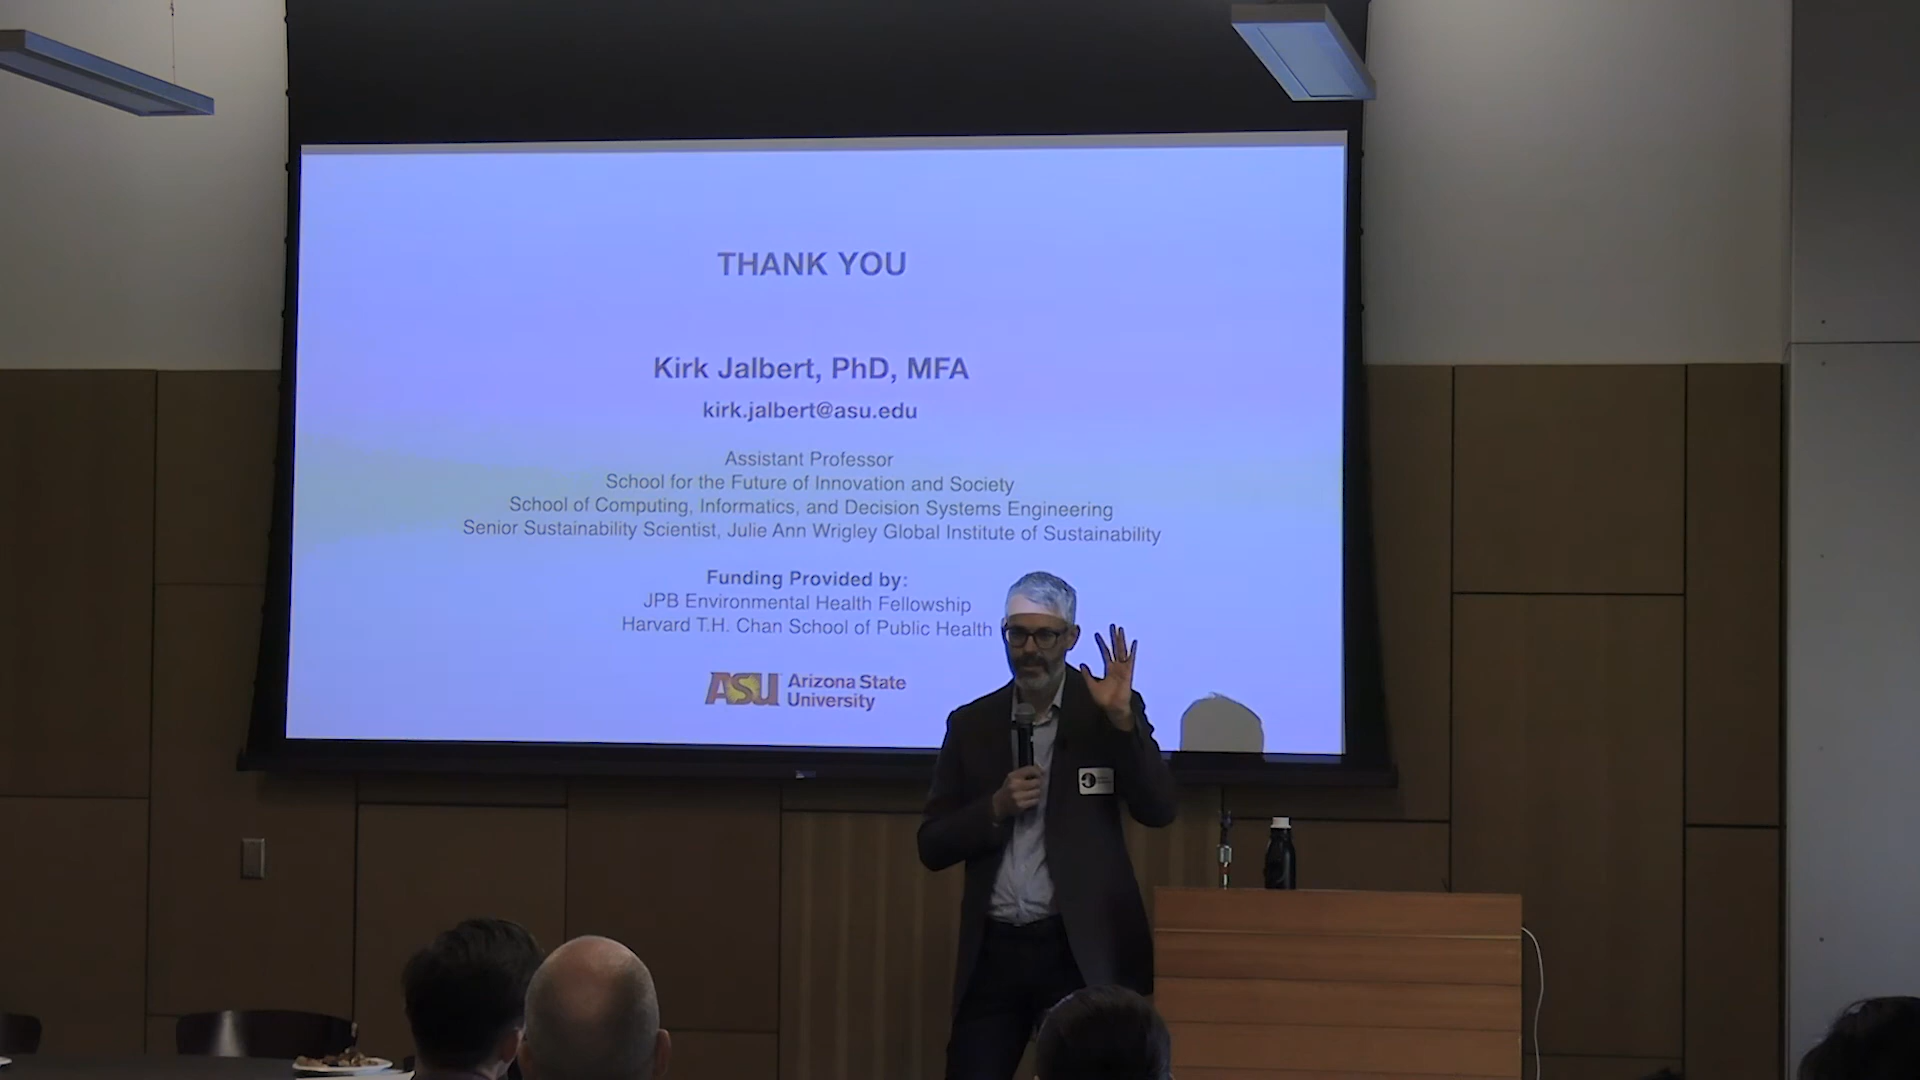 THANK YOU
Kirk Jalbert, PhD, MFA
kirk.jalbert@asu.edu
Assistant Professor
School for the Future of Innovation and Society
School of Computing, Informatics, and Decision Systems Engineering
Senior Sustainability Scientist, Julie Ann Wrigley Global Institute of Sustainability
Funding Provided by:
JPB Environmental Health Fellowship
Harvard T.H. Chan School of Public Health
ASU Arizona State
University